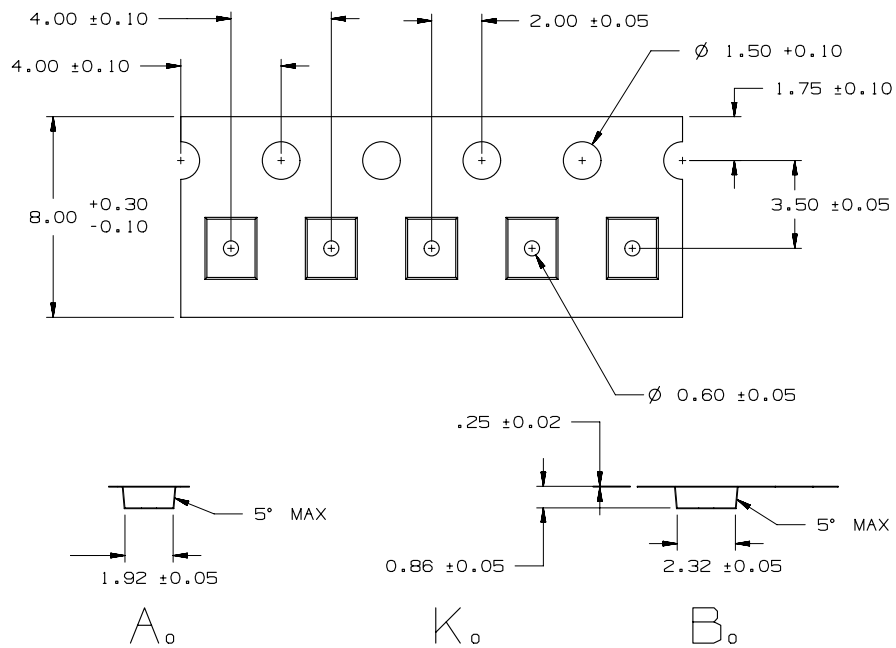 4.00 ±0.10
2.00 ±0.05
Ø 1.50 +0.10
4.00 ±0.10
1.75 ±0.10
8.00 +0.30
-0.10
3.50 ±0.05
Ø 0.60 ±0.05
.25 ±0.02
5° MAX
5° MAX
0.86 ±0.05
2.32 ±0.05
1.92 ±0.05
A₀
K₀
B₀